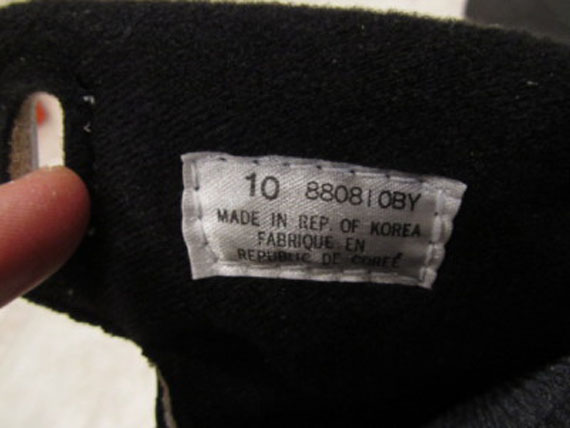 10 880810BY
MADE IN REP. OF KOREA
FABRIQUE EN
REPUBLIC DE COREE